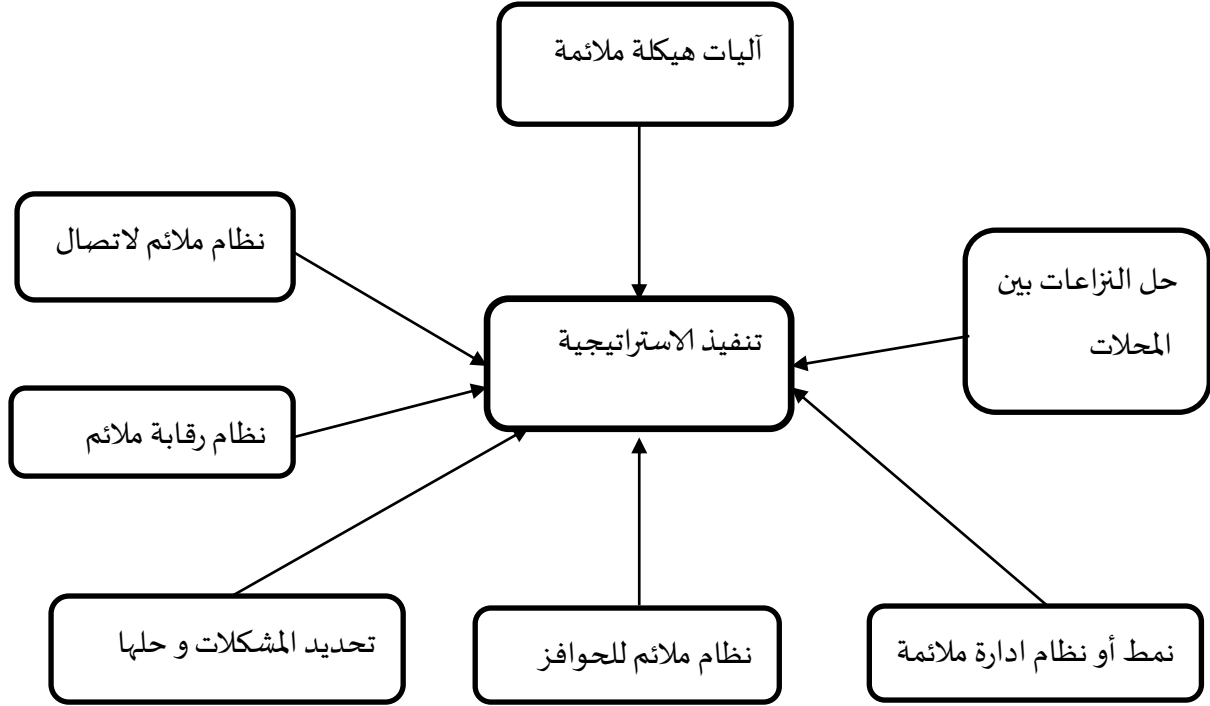 آليات هيكلة ملائمة
نظام ملائم لاتصال
حل النزاعات بين
المحلات
تنفيذ الاستراتيجية
نظام رقابة ملائم
تحديد المشكلات و حلها
نظام ملائم للحوافز
نمط أو نظام ادارة ملائمة